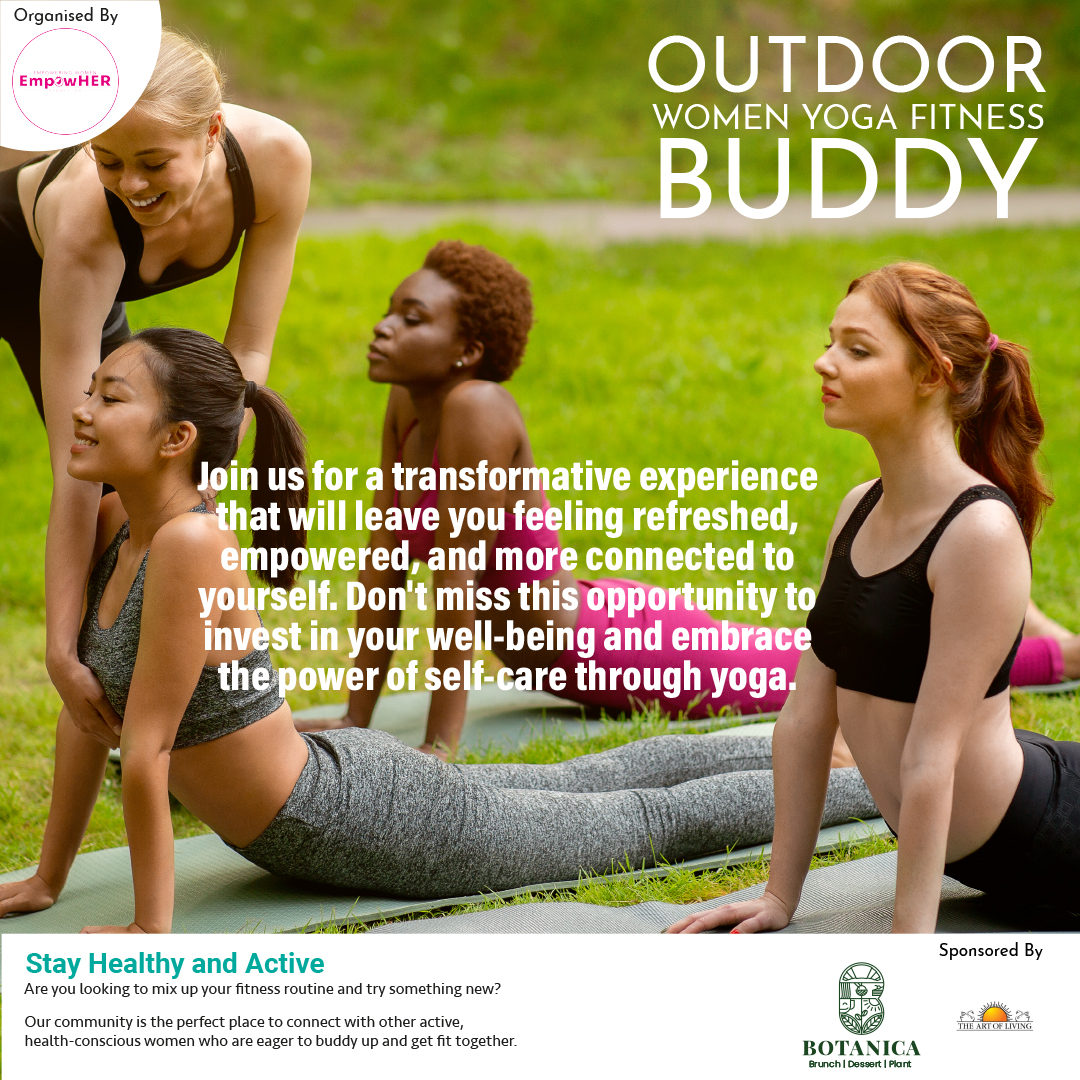 Organised By
EMPOWERING WOMEN
EmpowHER
OUTDOOR
WOMEN YOGA FITNESS
BUDDY
Join us for a transformative experience
that will leave you feeling refreshed,
empowered, and more connected to
yourself. Don't miss this opportunity to
invest in your well-being and embrace
the power of self-care through yoga.
Stay Healthy and Active
Are you looking to mix up your fitness routine and try something new?
Our community is the perfect place to connect with other active,
health-conscious women who are eager to buddy up and get fit together.
Sponsored By
BOTANICA
Brunch | Dessert | Plant
THE ART OF LIVING